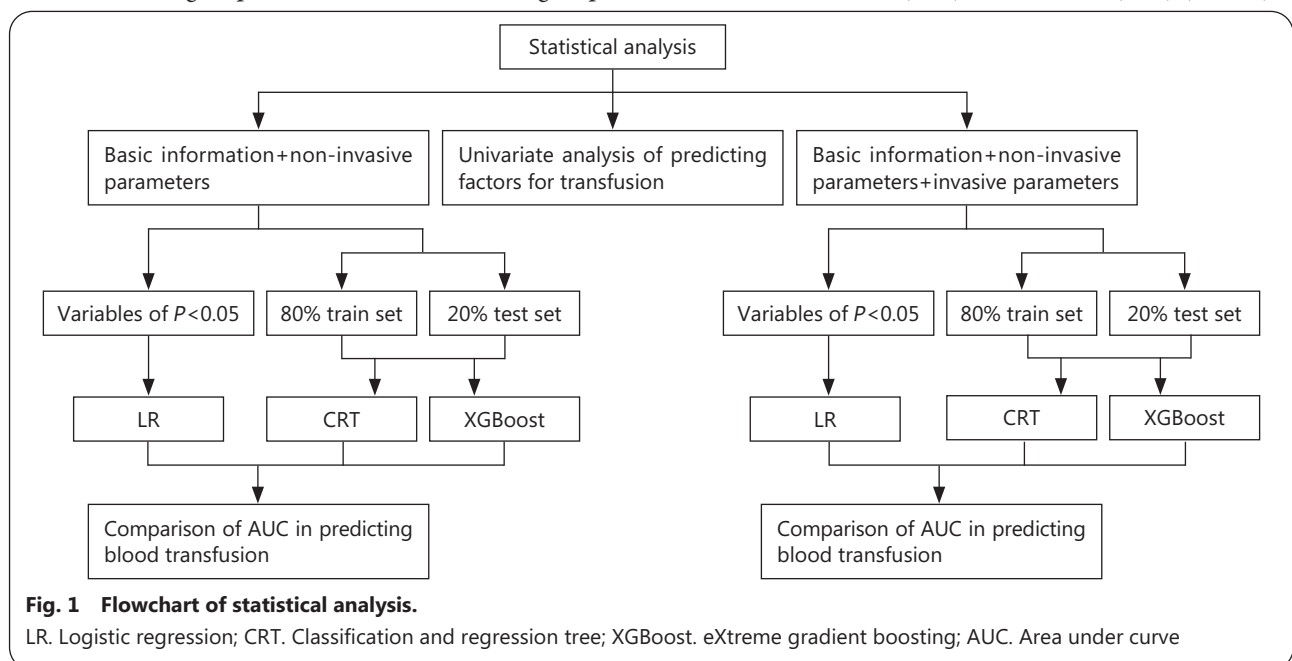 Statistical analysis
Basic information+non-invasive
parameters
Univariate analysis of predicting
factors for transfusion
Basic information+non-invasive
parameters+invasive parameters
Variables of P<0.05
80% train set
20% test set
Variables of P<0.05
80% train set
20% test set
LR
CRT
XGBoost
LR
CRT
XGBoost
Comparison of AUC in predicting
blood transfusion
Comparison of AUC in predicting
blood transfusion
Fig. 1 Flowchart of statistical analysis.
LR. Logistic regression; CRT. Classification and regression tree; XGBoost. eXtreme gradient boosting; AUC. Area under curve